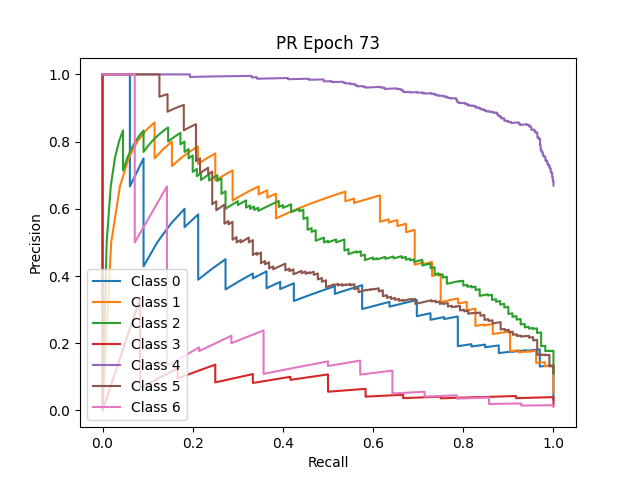 PR Epoch 73
Precision
1.0
0.8
0.6
0.4
0.2
0.0
Class 0
Class 1
Class 2
Class 3
Class 4
Class 5
Class 6
0.0 0.2 0.4 0.6 0.8 1.0
Recall